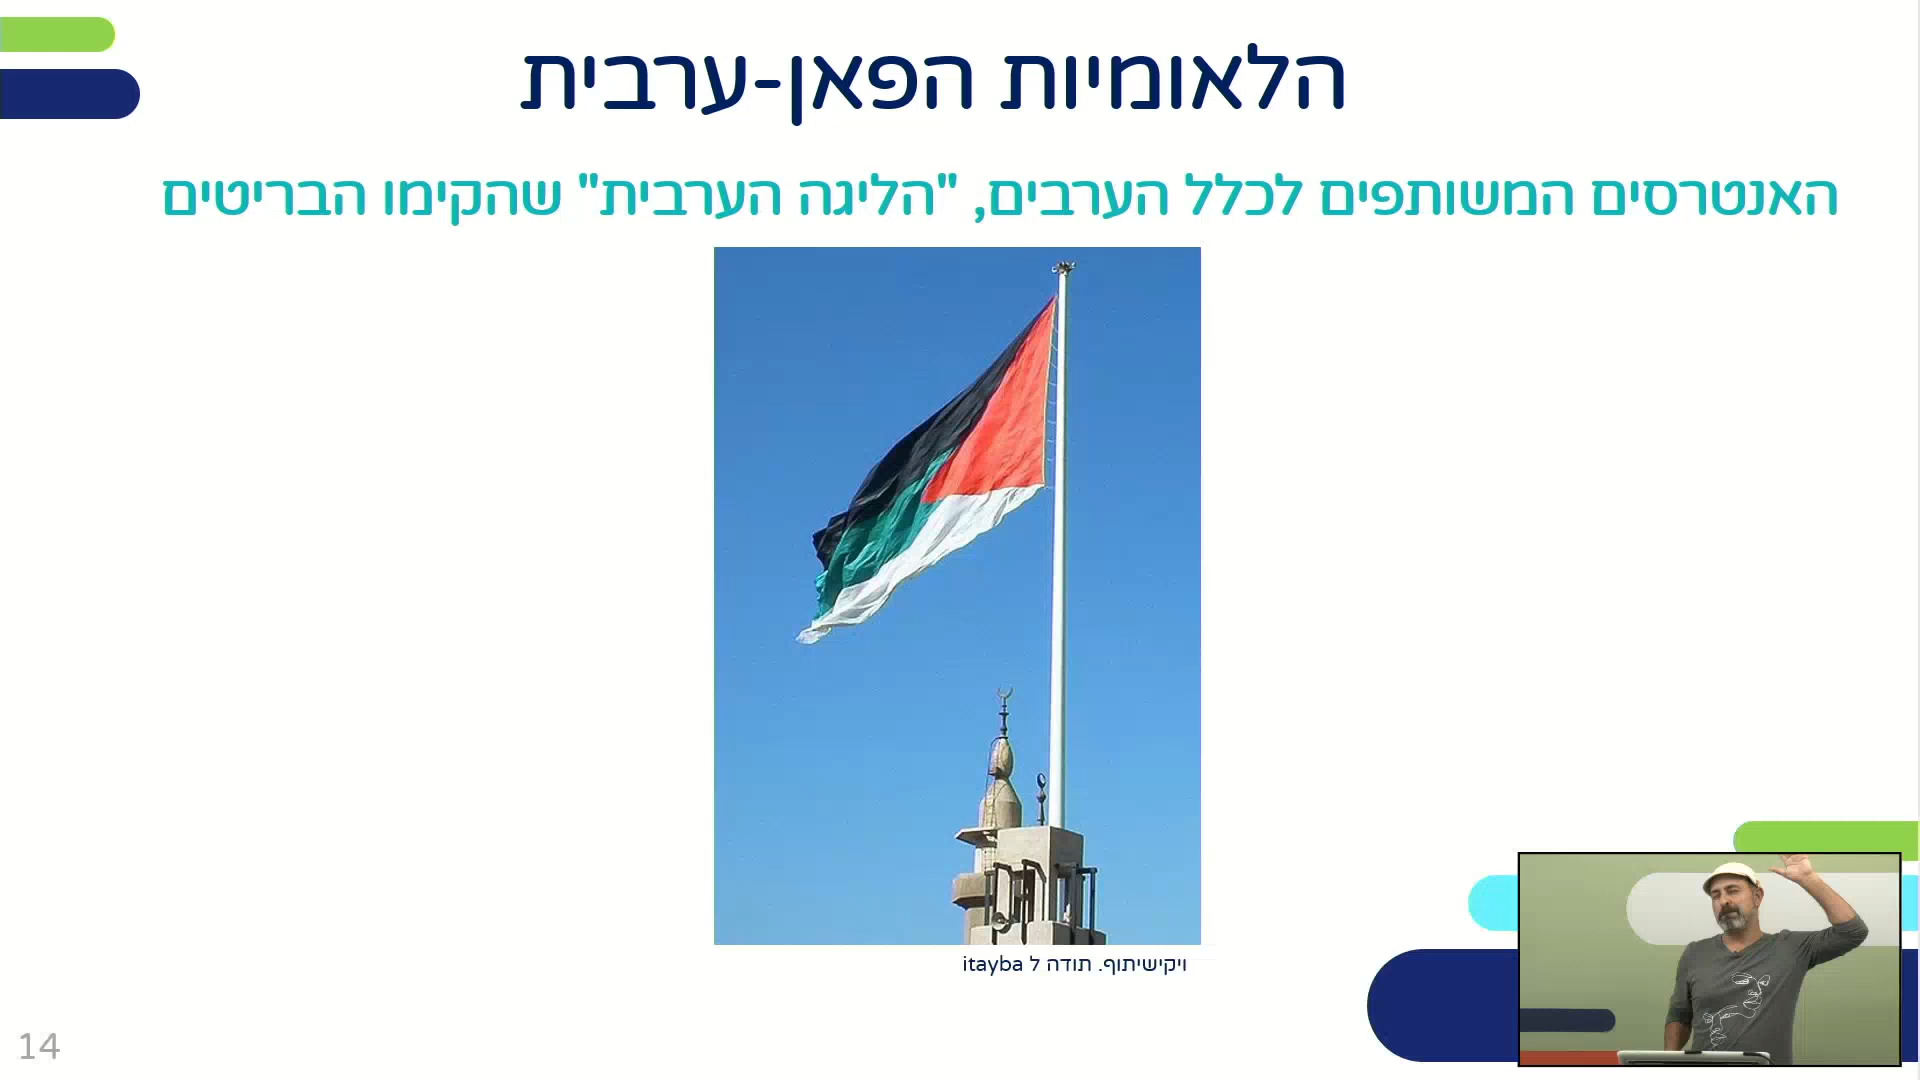 הלאומיות הפאן-ערבית
האנטרסים המשותפים לכלל הערבים, "הליגה הערבית" שהקימו הבריטים
ויקישיתוף. תודה ל itayba
14